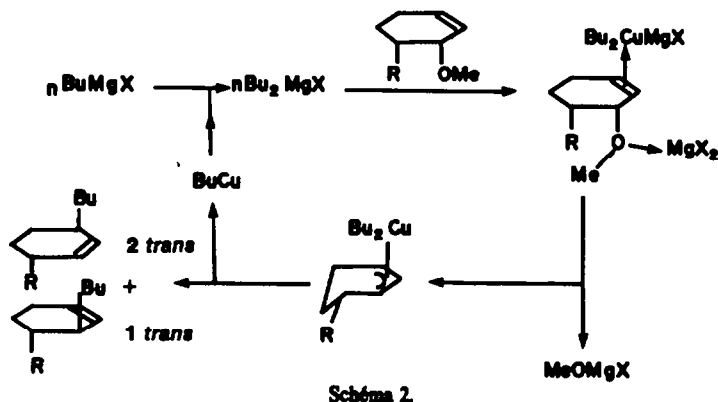 Bu₂CuMgX
nBuMgX
nBu₂MgX
R
OMe
R
O
MgX₂
Me
BuCu
Bu
2 trans
R
+
Bu₂Cu
Bu
1 trans
R
R
MeOMgX
Schéma 2.